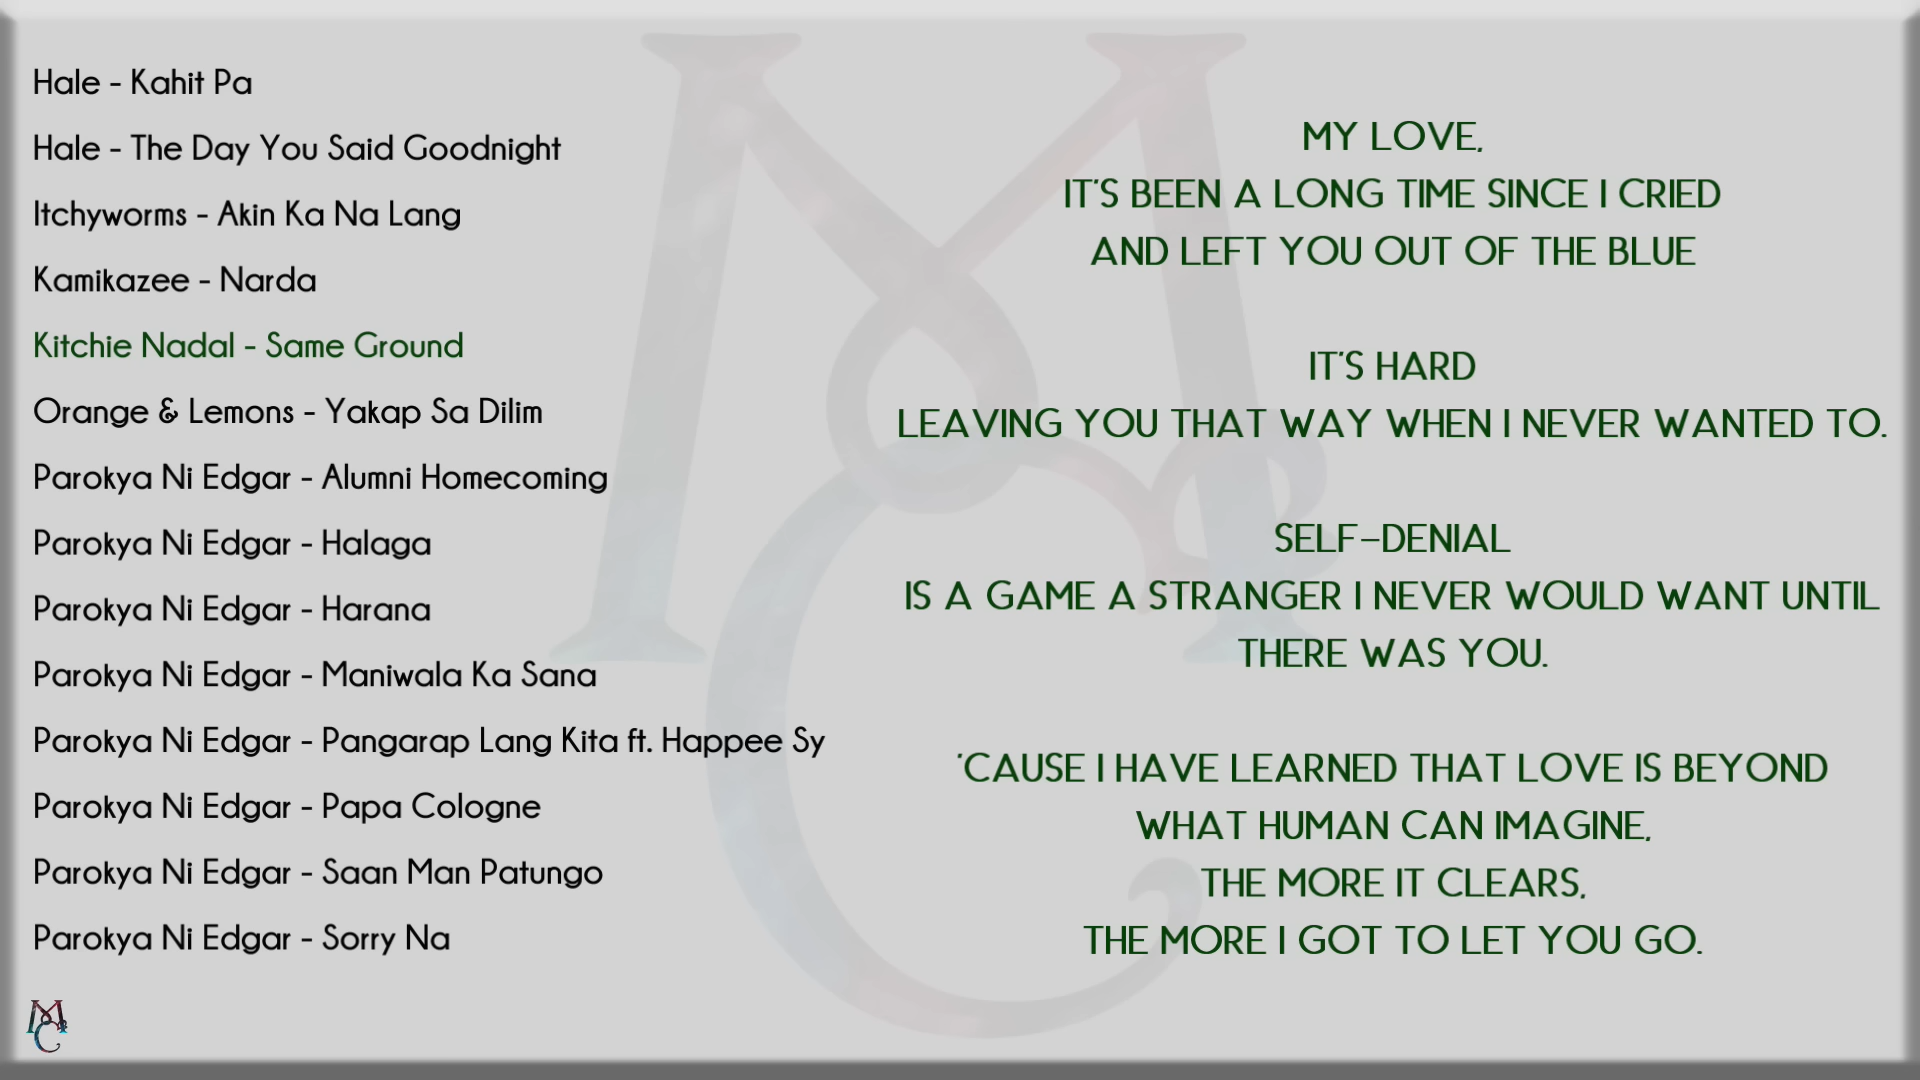 Hale - Kahit Pa
Hale - The Day You Said Goodnight
Itchyworms - Akin Ka Na Lang
Kamikazee - Narda
Kitchie Nadal - Same Ground
Orange & Lemons - Yakap Sa Dilim
Parokya Ni Edgar - Alumni Homecoming
Parokya Ni Edgar - Halaga
Parokya Ni Edgar - Harana
Parokya Ni Edgar - Maniwala Ka Sana
Parokya Ni Edgar - Pangarap Lang Kita ft. Happee Sy
Parokya Ni Edgar - Papa Cologne
Parokya Ni Edgar - Saan Man Patungo
Parokya Ni Edgar - Sorry Na
MY LOVE,
IT'S BEEN A LONG TIME SINCE I CRIED
AND LEFT YOU OUT OF THE BLUE
IT'S HARD
LEAVING YOU THAT WAY WHEN I NEVER WANTED TO.
SELF-DENIAL
IS A GAME A STRANGER I NEVER WOULD WANT UNTIL
THERE WAS YOU.
'CAUSE I HAVE LEARNED THAT LOVE IS BEYOND
WHAT HUMAN CAN IMAGINE,
THE MORE IT CLEARS,
THE MORE I GOT TO LET YOU GO.
MC